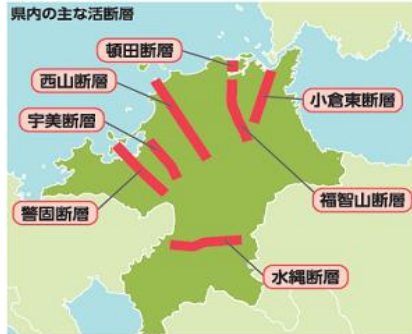 県内の主な活断層
頓田断層
西山断層
小倉東断層
宇美断層
福智山断層
警固断層
水縄断層